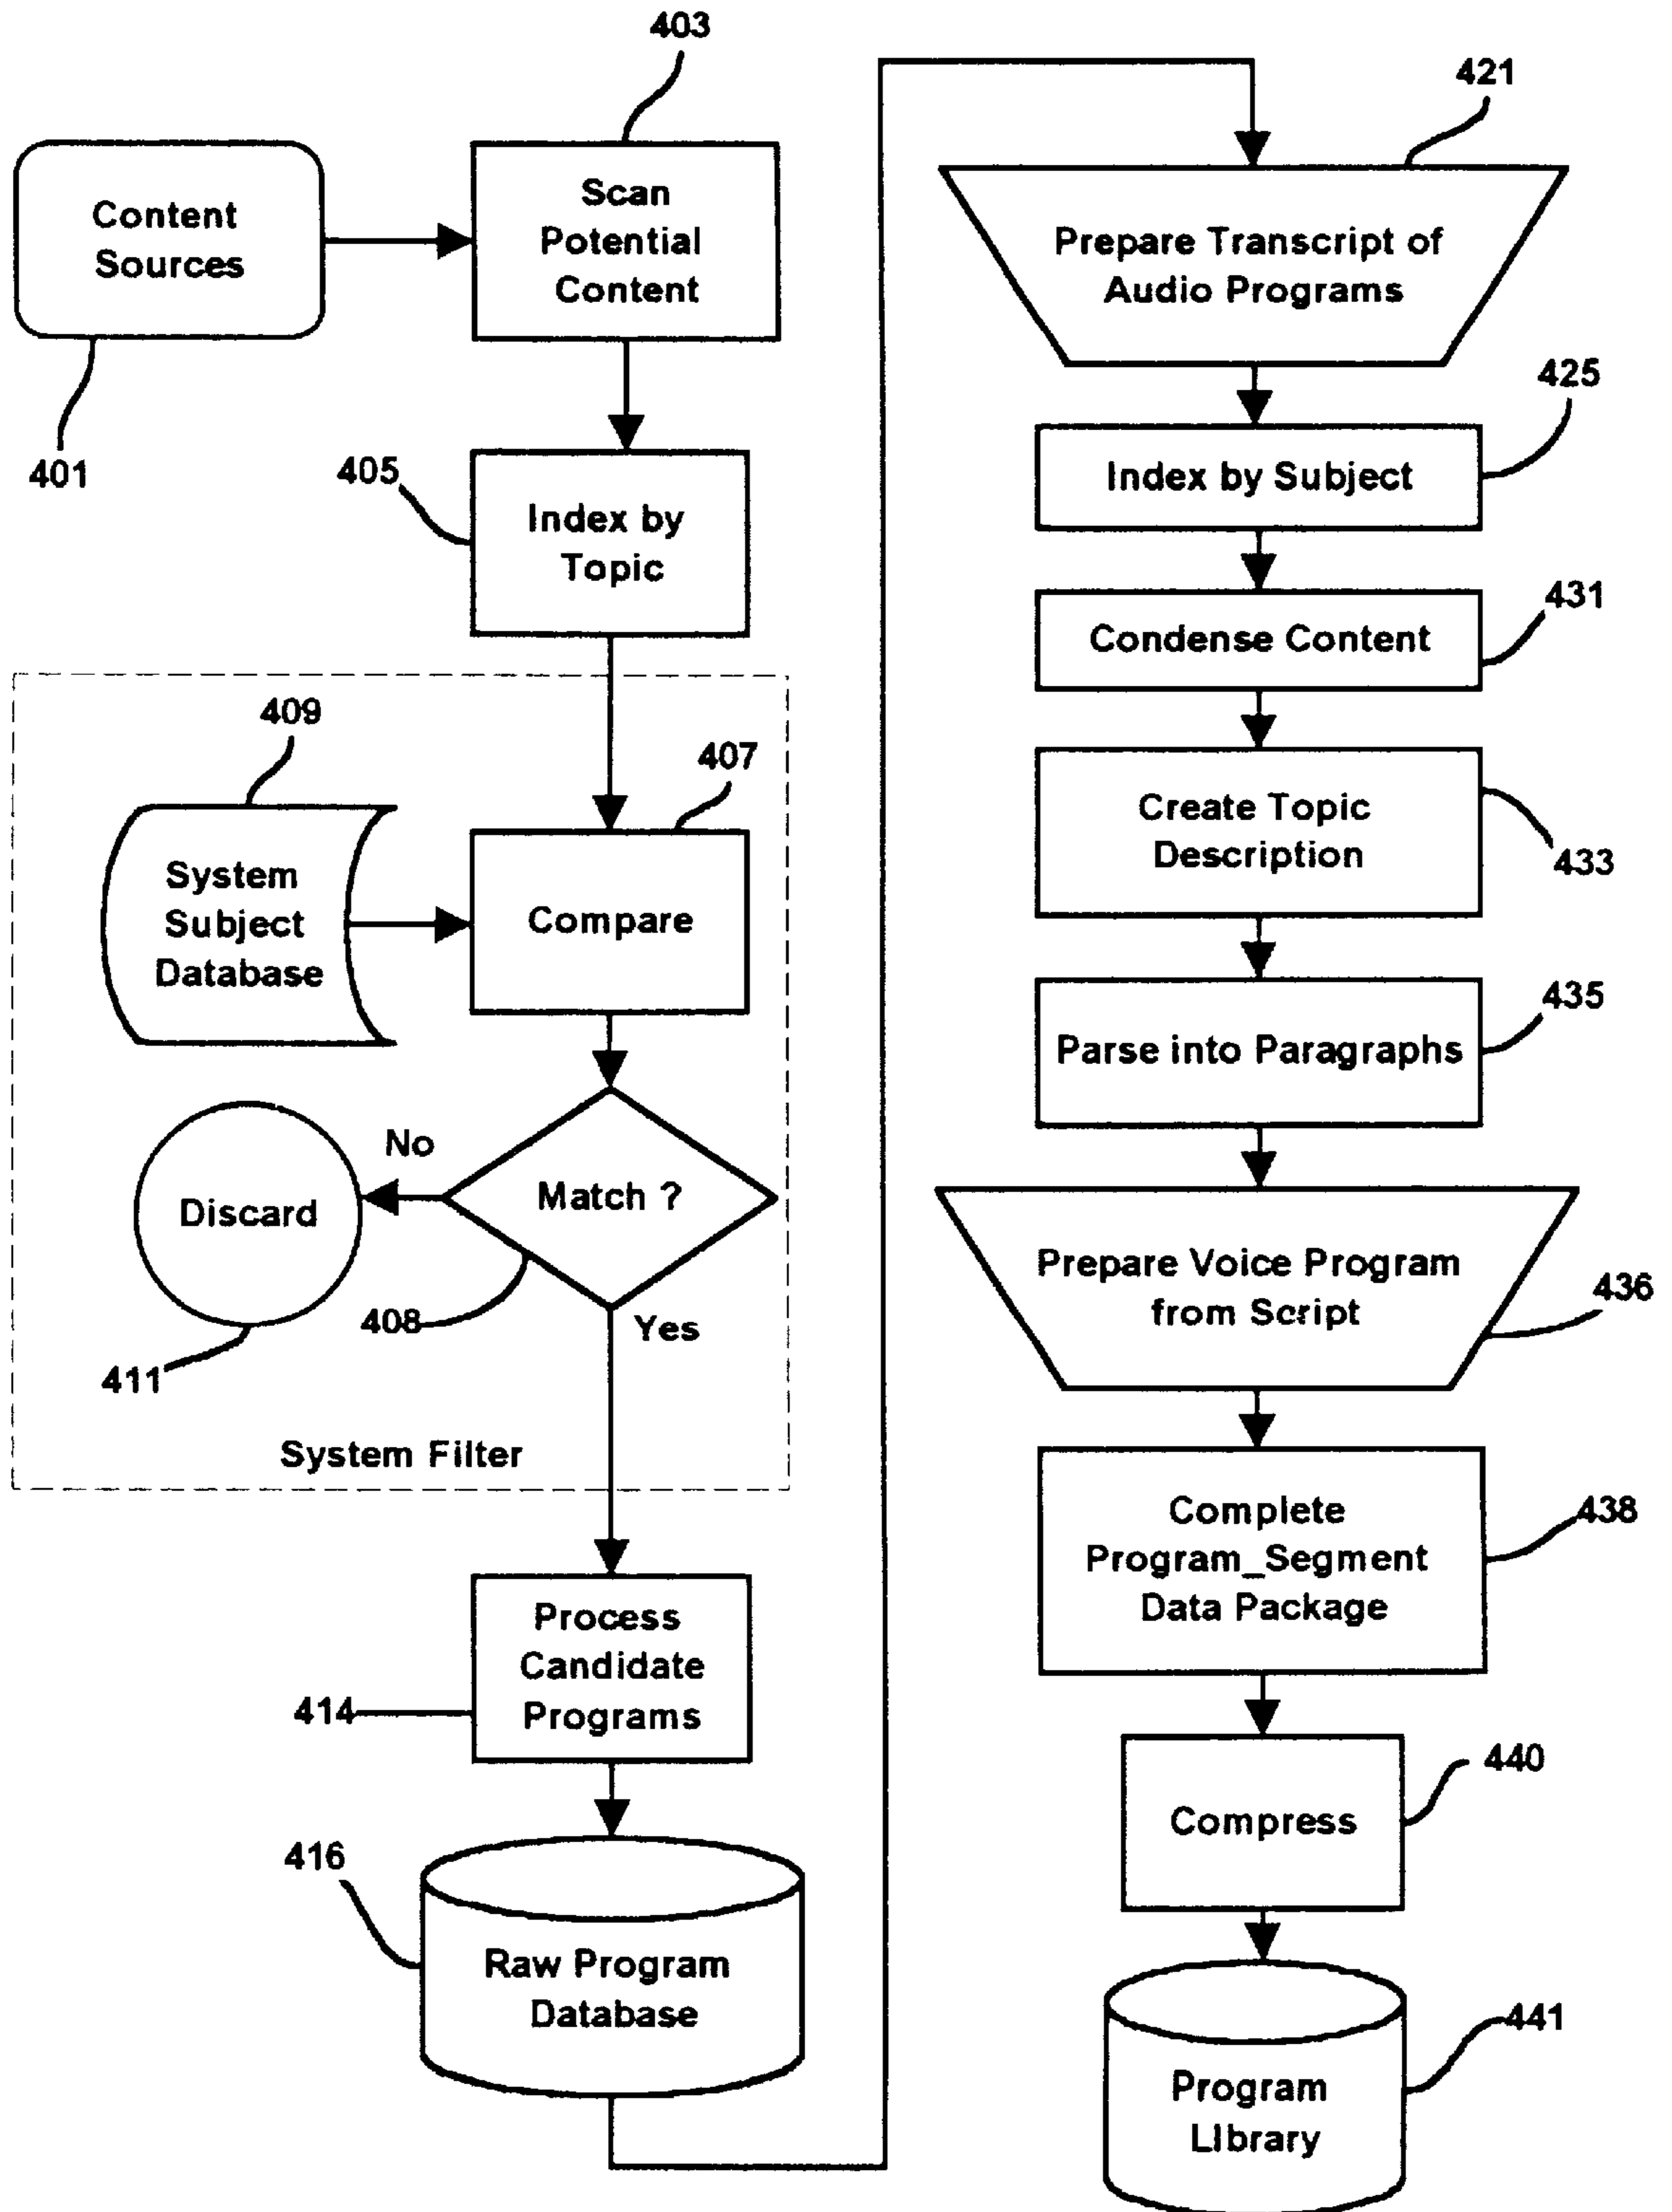 403
Content
Sources
401
Scan
Potential
Content
405
Index by
Topic
409
System
Subject
Database
407
Compare
No
Discard
411
Match ?
408
Yes
System Filter
Process
Candidate
Programs
414
416
Raw Program
Database
421
Prepare Transcript of
Audio Programs
425
Index by Subject
431
Condense Content
Create Topic
Description
433
435
Parse into Paragraphs
Prepare Voice Program
from Script
436
Complete
Program_Segment
Data Package
438
440
Compress
441
Program
LIbrary